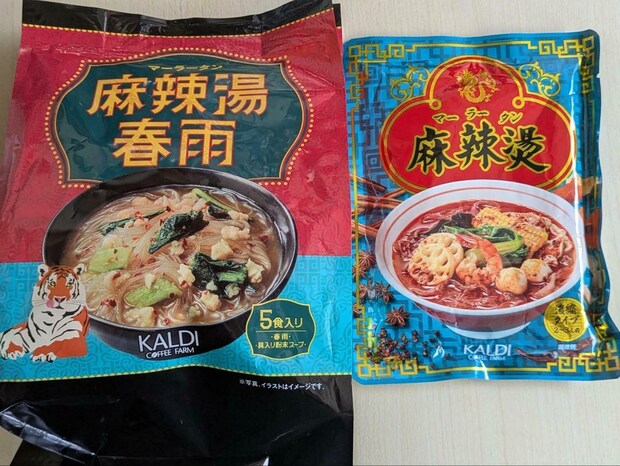 マーラータン
麻辣湯
春雨
5食入り
・春雨
・具入り粉末スープ
KALDI
COFFEE FARM
※写真、イラストはイメージです。
マーラータン
麻辣烫
KALDI
COFFEE FARM